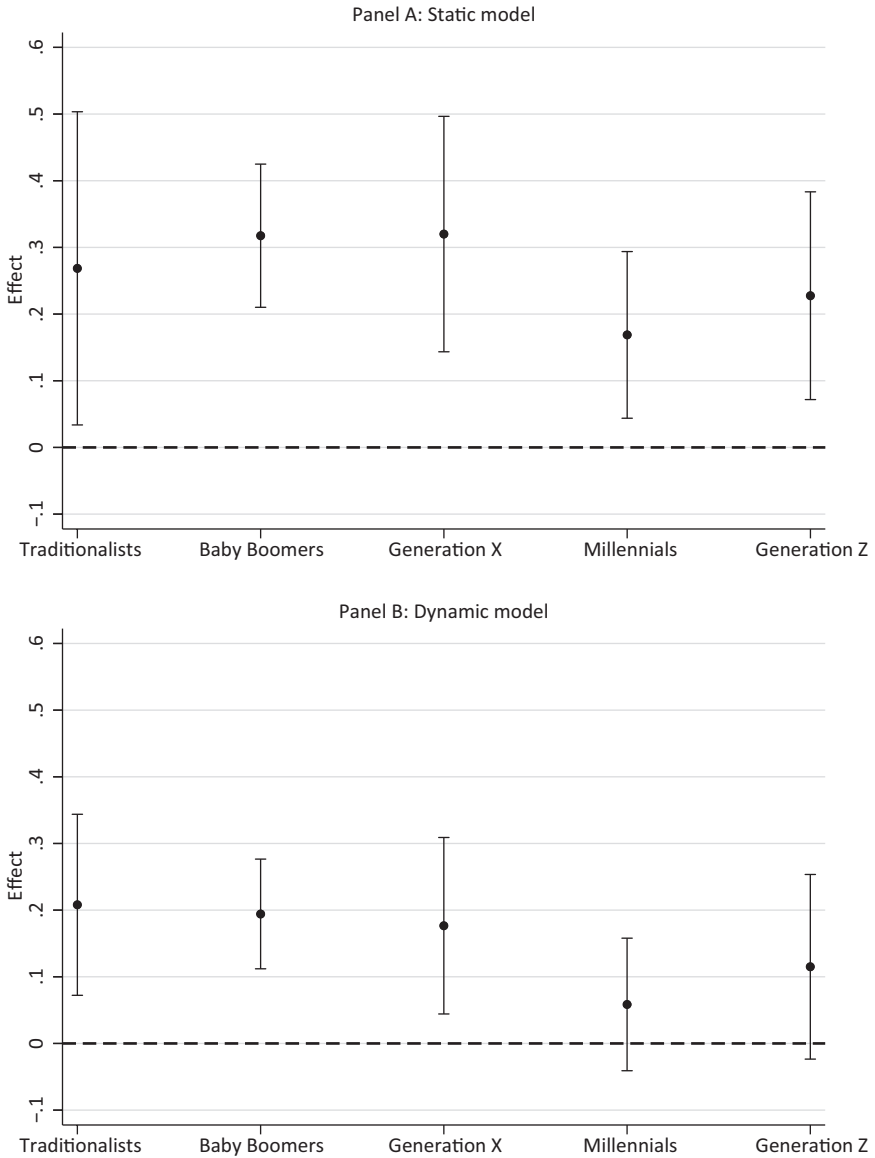 Panel A: Static model
.6
.5
.4
.3
.2
.1
0
−.1
Effect
Traditionalists Baby Boomers Generation X Millennials Generation Z
Panel B: Dynamic model
.6
.5
.4
.3
.2
.1
0
−.1
Effect
Traditionalists Baby Boomers Generation X Millennials Generation Z